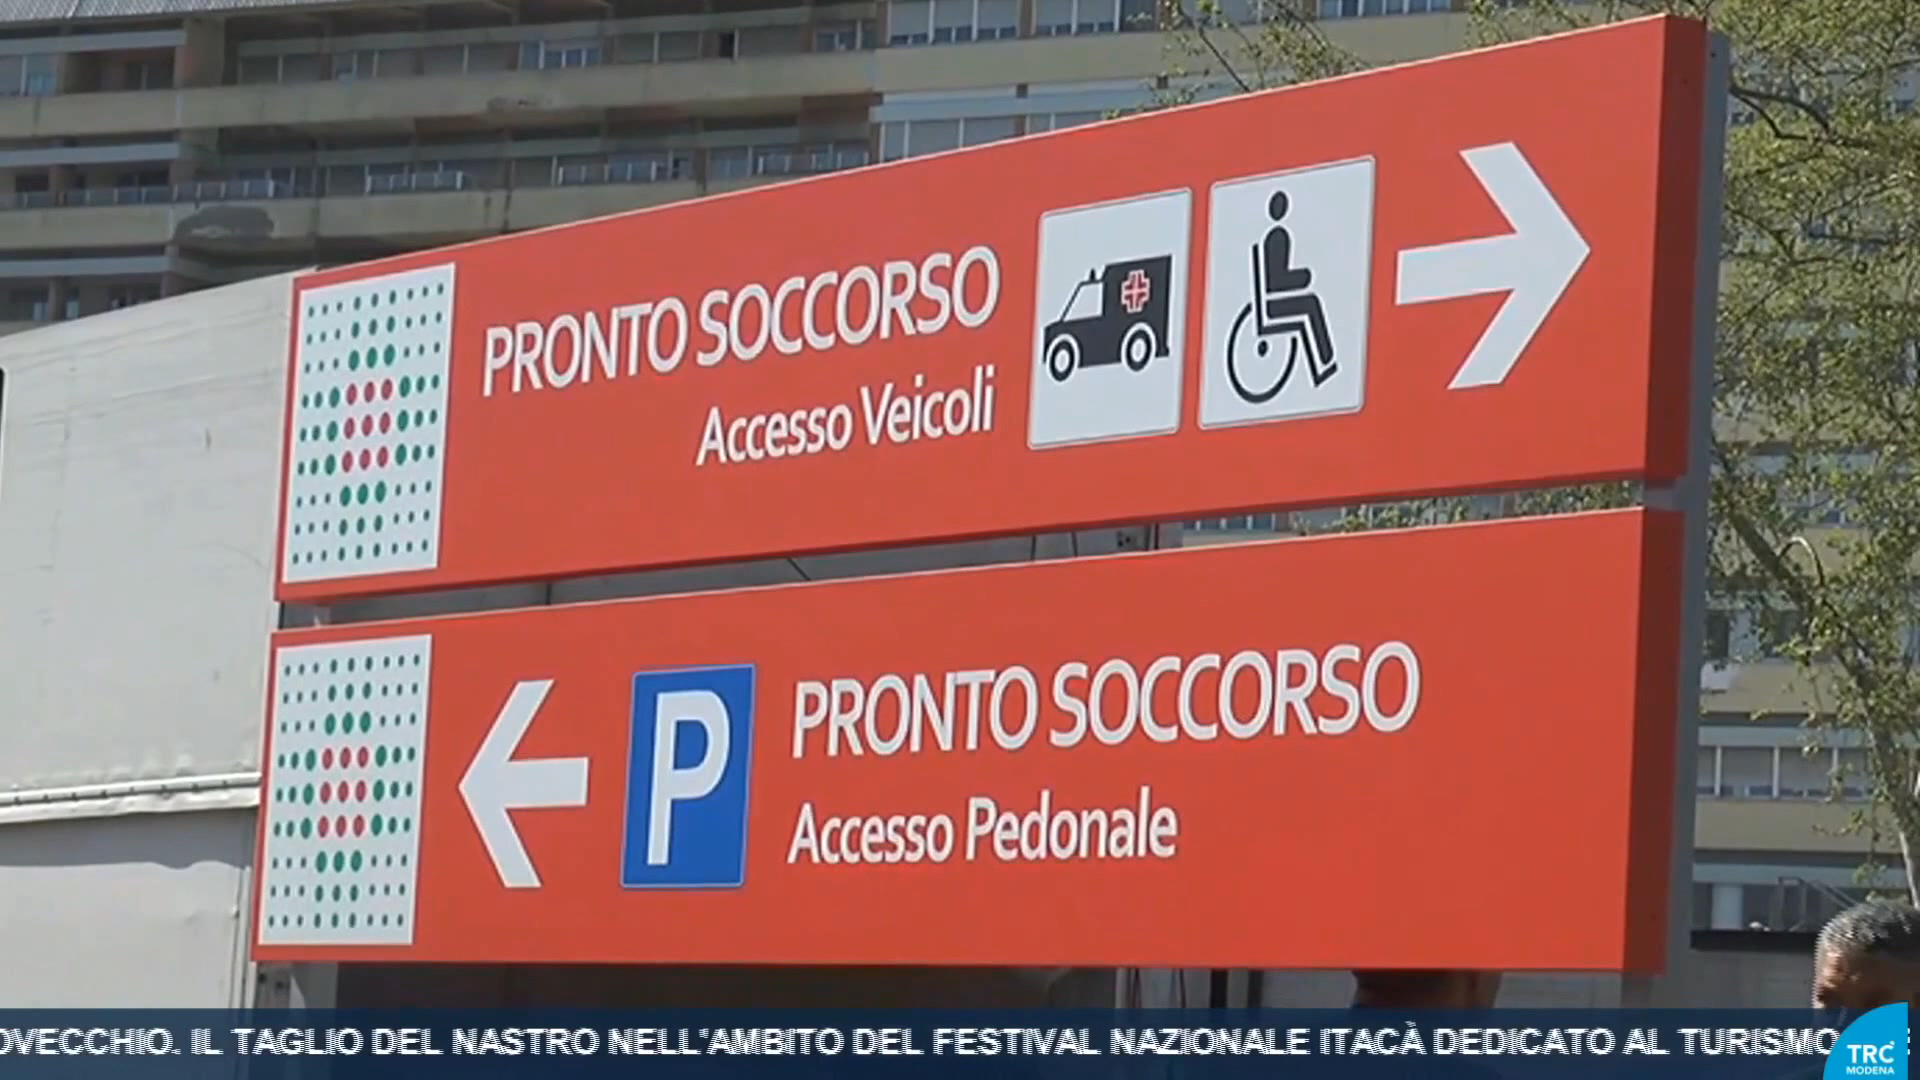 PRONTO SOCCORSO
Accesso Veicoli
P
PRONTO SOCCORSO
Accesso Pedonale
OVECCHIO. IL TAGLIO DEL NASTRO NELL'AMBITO DEL FESTIVAL NAZIONALE ITACÀ DEDICATO AL TURISMO
TRC
MODENA